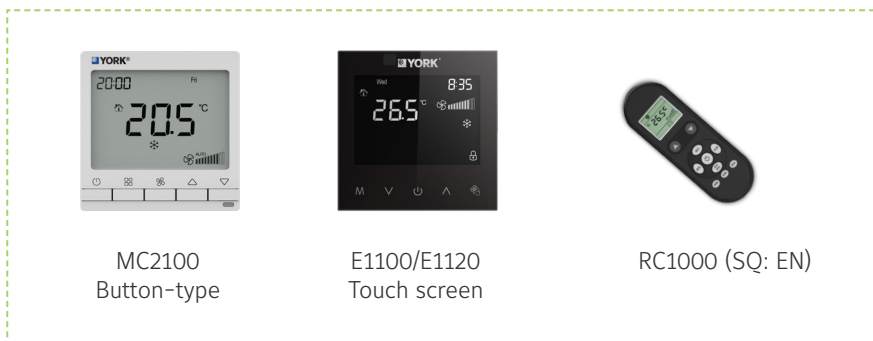 YORK®
20:00 Fri
20.5 °C
AUTO
YORK
Wed 8:35
26.5 °C
M
26.5°C
MC2100
Button-type
E1100/E1120
Touch screen
RC1000 (SQ: EN)